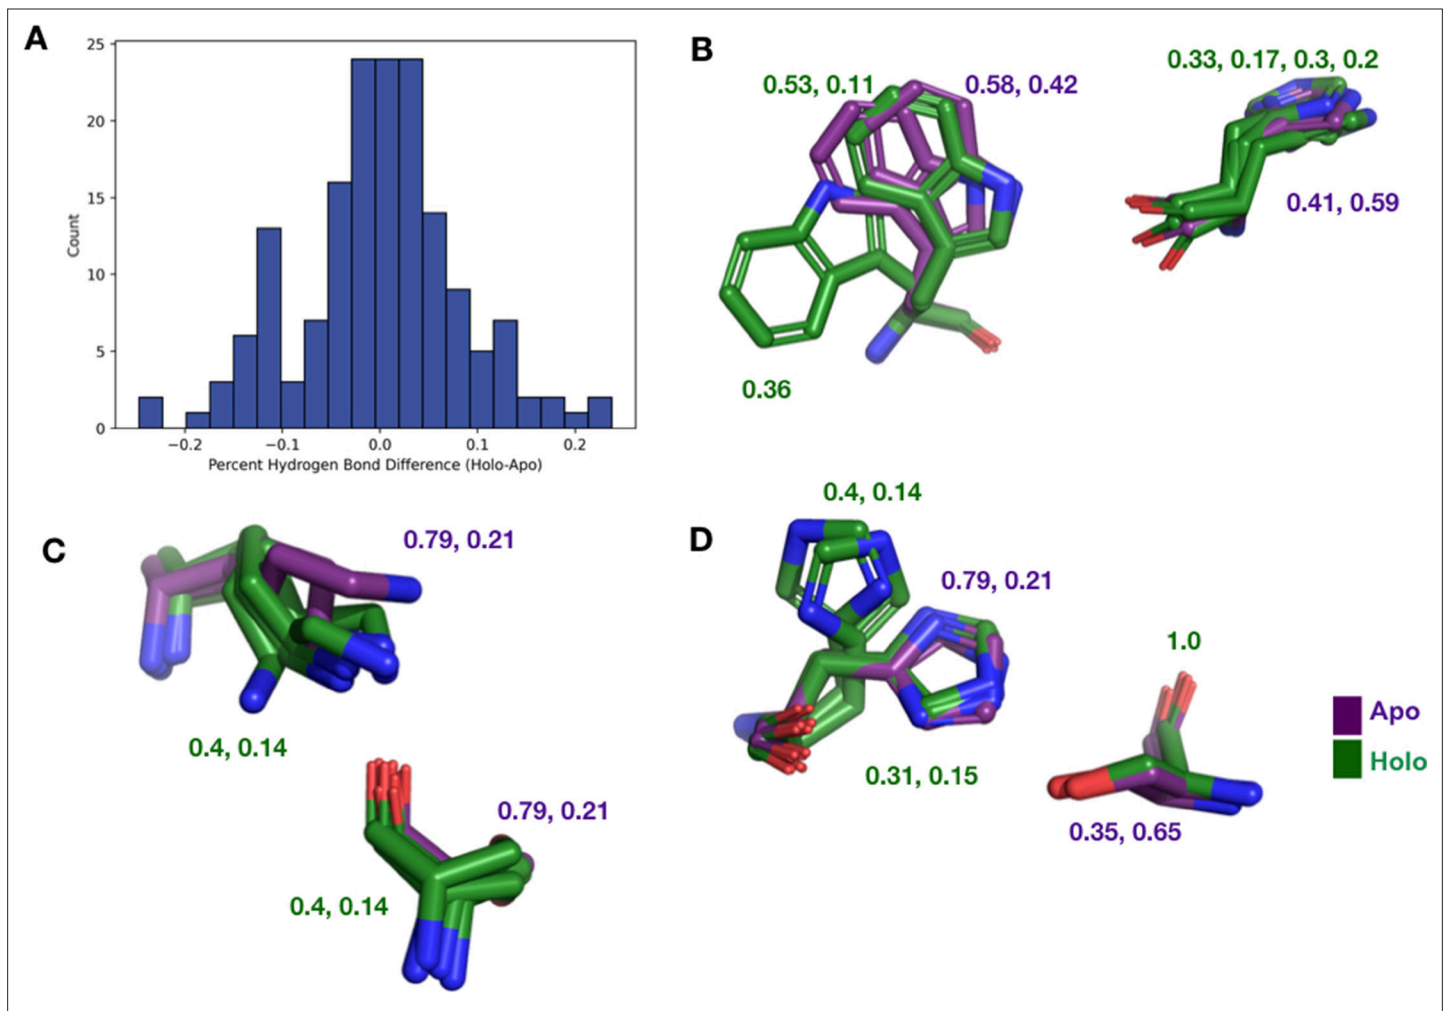 A
25
20
15
10
5
0
Count
−0.2
−0.1
0.0
0.1
0.2
Percent Hydrogen Bond Difference (Holo-Apo)
B
0.53, 0.11
0.58, 0.42
0.36
0.33, 0.17, 0.3, 0.2
0.41, 0.59
C
0.79, 0.21
0.4, 0.14
0.79, 0.21
0.4, 0.14
D
0.4, 0.14
0.79, 0.21
0.31, 0.15
1.0
0.35, 0.65
Apo
Holo